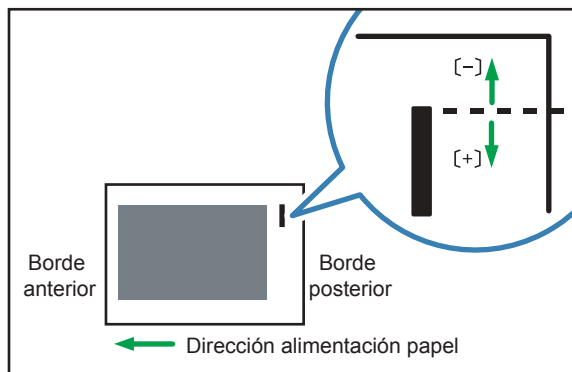 [−]
[+]
Borde
anterior
Borde
posterior
Dirección alimentación papel